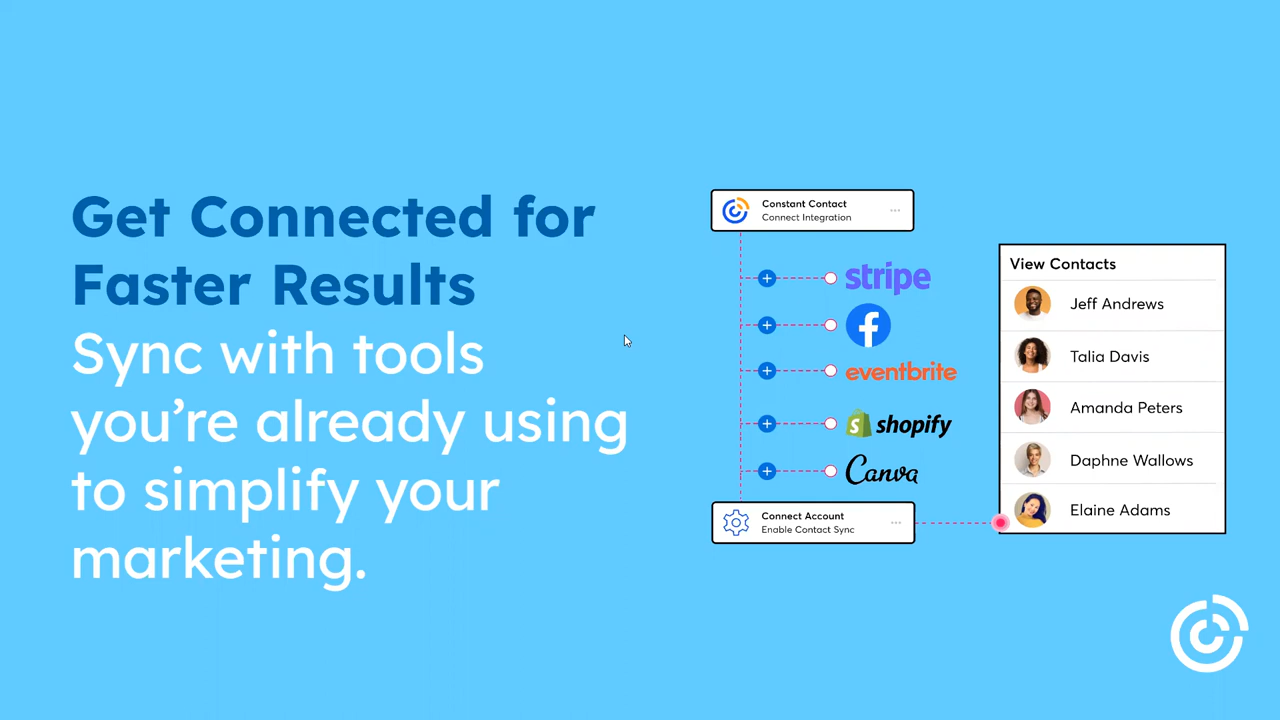 Get Connected for
Faster Results
Sync with tools
you’re already using
to simplify your
marketing.
Constant Contact
Connect Integration
stripe
eventbrite
shopify
Canva
Connect Account
Enable Contact Sync
View Contacts
Jeff Andrews
Talia Davis
Amanda Peters
Daphne Wallows
Elaine Adams